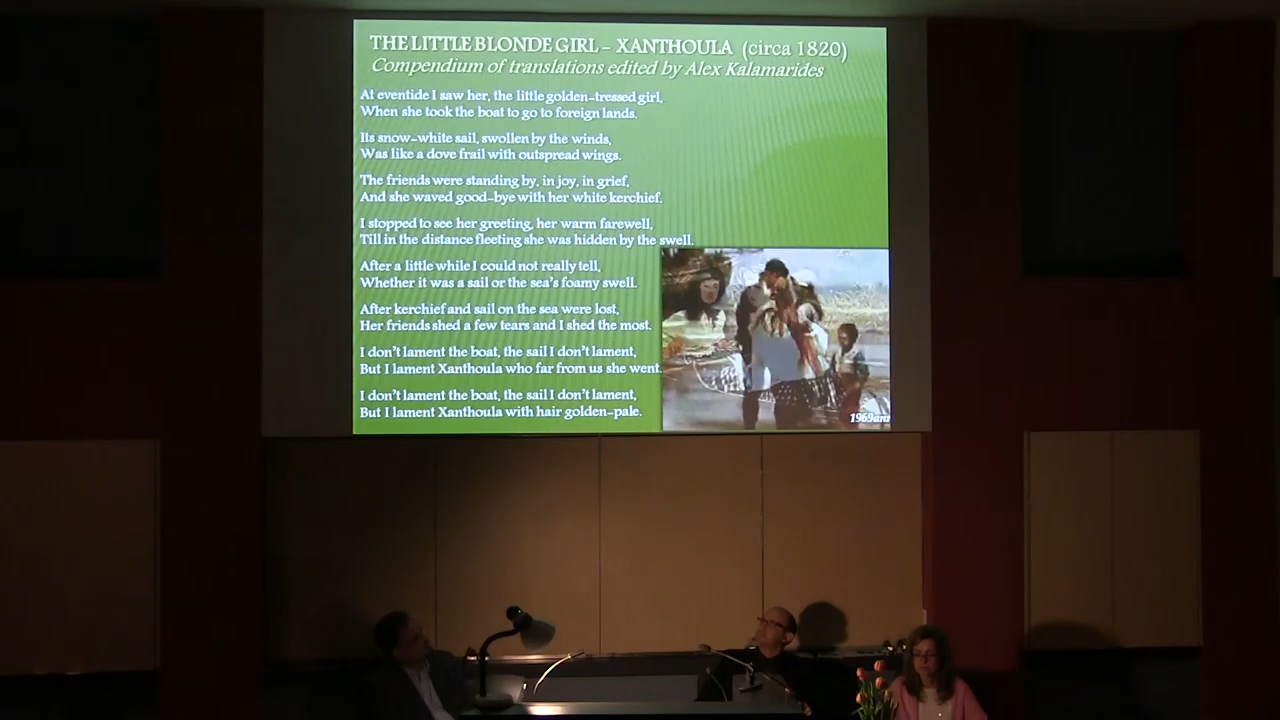 THE LITTLE BLONDE GIRL – XANTHOULA (circa 1820)
Compendium of translations edited by Alex Kalamarides
At eventide I saw her, the little golden-tressed girl,
When she took the boat to go to foreign lands.
Its snow-white sail, swollen by the winds,
Was like a dove frail with outspread wings.
The friends were standing by, in joy, in grief,
And she waved good-bye with her white kerchief.
I stopped to see her greeting, her warm farewell,
Till in the distance fleeting she was hidden by the swell.
After a little while I could not really tell,
Whether it was a sail or the sea's foamy swell.
After kerchief and sail on the sea were lost,
Her friends shed a few tears and I shed the most.
I don't lament the boat, the sail I don't lament,
But I lament Xanthoula who far from us she went.
I don't lament the boat, the sail I don't lament,
But I lament Xanthoula with hair golden-pale.